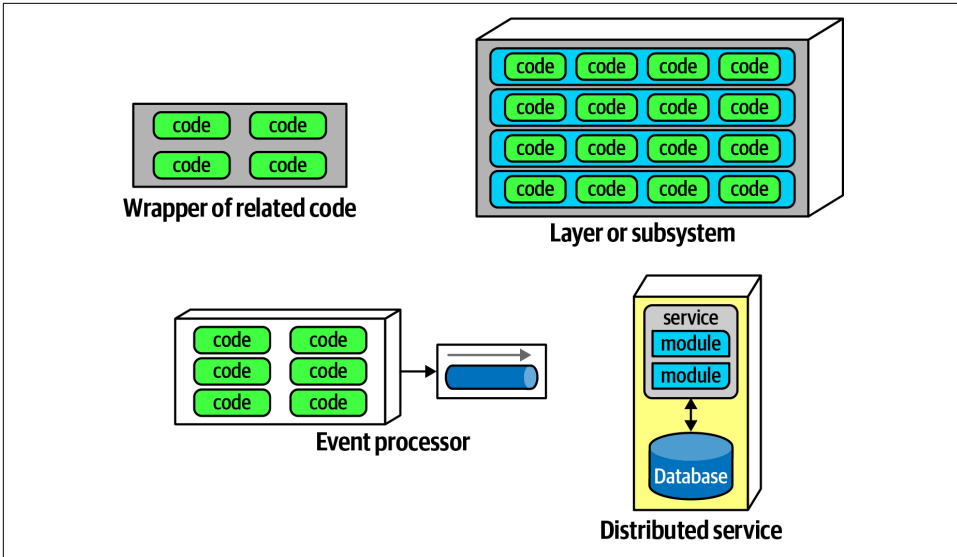 code code
code code
Wrapper of related code
code code code code
code code code code
code code code code
code code code code
Layer or subsystem
code code
code code
code code
Event processor
service
module
module
Database
Distributed service